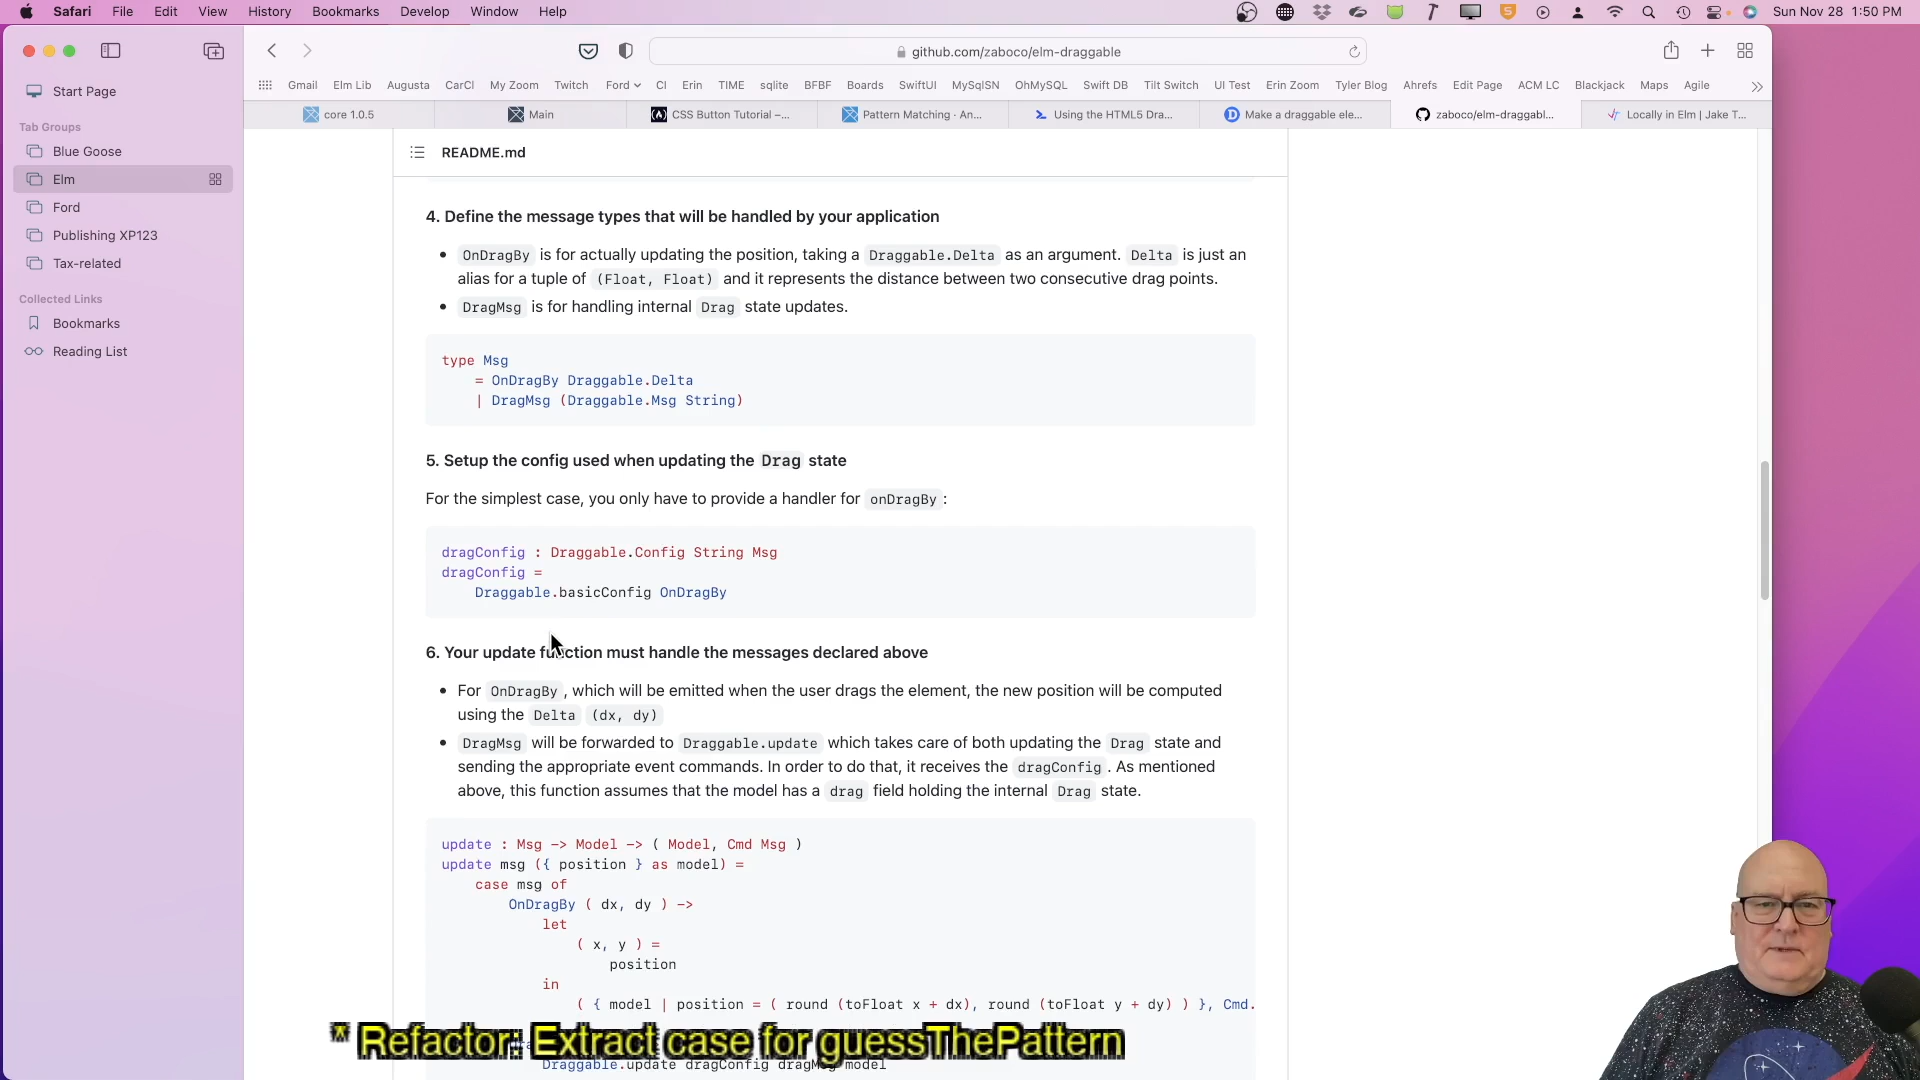 Safari File Edit View History Bookmarks Develop Window Help
Sun Nov 28 1:50 PM
github.com/zaboco/elm-draggable
Start Page
Tab Groups
Blue Goose
Elm
Ford
Publishing XP123
Tax-related
Collected Links
Bookmarks
Reading List
Gmail Elm Lib Augusta CarCl My Zoom Twitch Ford CI Erin TIME sqlite BFBF Boards SwiftUI MySqlSN OhMySQL Swift DB Tilt Switch UI Test Erin Zoom Tyler Blog Ahrefs Edit Page ACM LC Blackjack Maps Agile
core 1.0.5 Main CSS Button Tutorial –... Pattern Matching · An... Using the HTML5 Dra... Make a draggable ele... zaboco/elm-draggabl... Locally in Elm | Jake T...
README.md
4. Define the message types that will be handled by your application
• OnDragBy is for actually updating the position, taking a Draggable.Delta as an argument. Delta is just an
alias for a tuple of (Float, Float) and it represents the distance between two consecutive drag points.
• DragMsg is for handling internal Drag state updates.
type Msg
= OnDragBy Draggable.Delta
| DragMsg (Draggable.Msg String)
5. Setup the config used when updating the Drag state
For the simplest case, you only have to provide a handler for onDragBy :
dragConfig : Draggable.Config String Msg
dragConfig =
Draggable.basicConfig OnDragBy
6. Your update function must handle the messages declared above
• For OnDragBy , which will be emitted when the user drags the element, the new position will be computed
using the Delta (dx, dy)
• DragMsg will be forwarded to Draggable.update which takes care of both updating the Drag state and
sending the appropriate event commands. In order to do that, it receives the dragConfig . As mentioned
above, this function assumes that the model has a drag field holding the internal Drag state.
update : Msg -> Model -> ( Model, Cmd Msg )
update msg ({ position } as model) =
case msg of
OnDragBy ( dx, dy ) ->
let
( x, y ) =
position
in
( { model | position = ( round (toFloat x + dx), round (toFloat y + dy) ) }, Cmd.
* Refactor: Extract case for guessThePattern
Draggable.update dragConfig dragMsg model